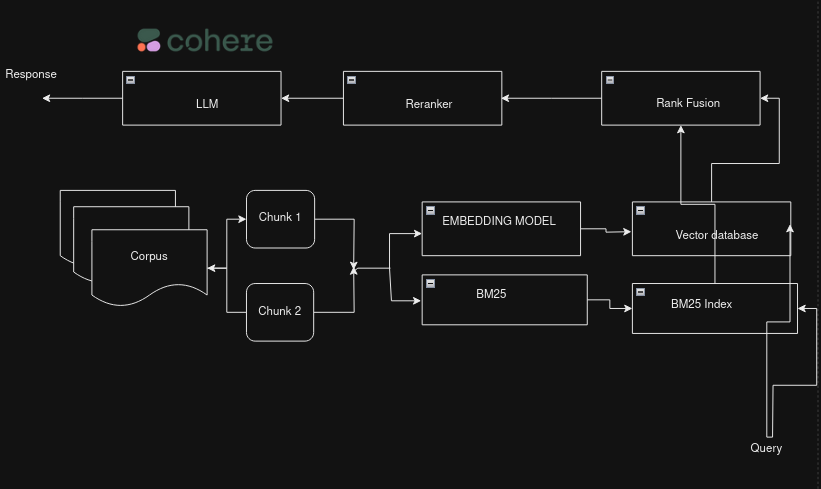 cohere
Response
LLM
Reranker
Rank Fusion
Corpus
Chunk 1
Chunk 2
EMBEDDING MODEL
BM25
Vector database
BM25 Index
Query